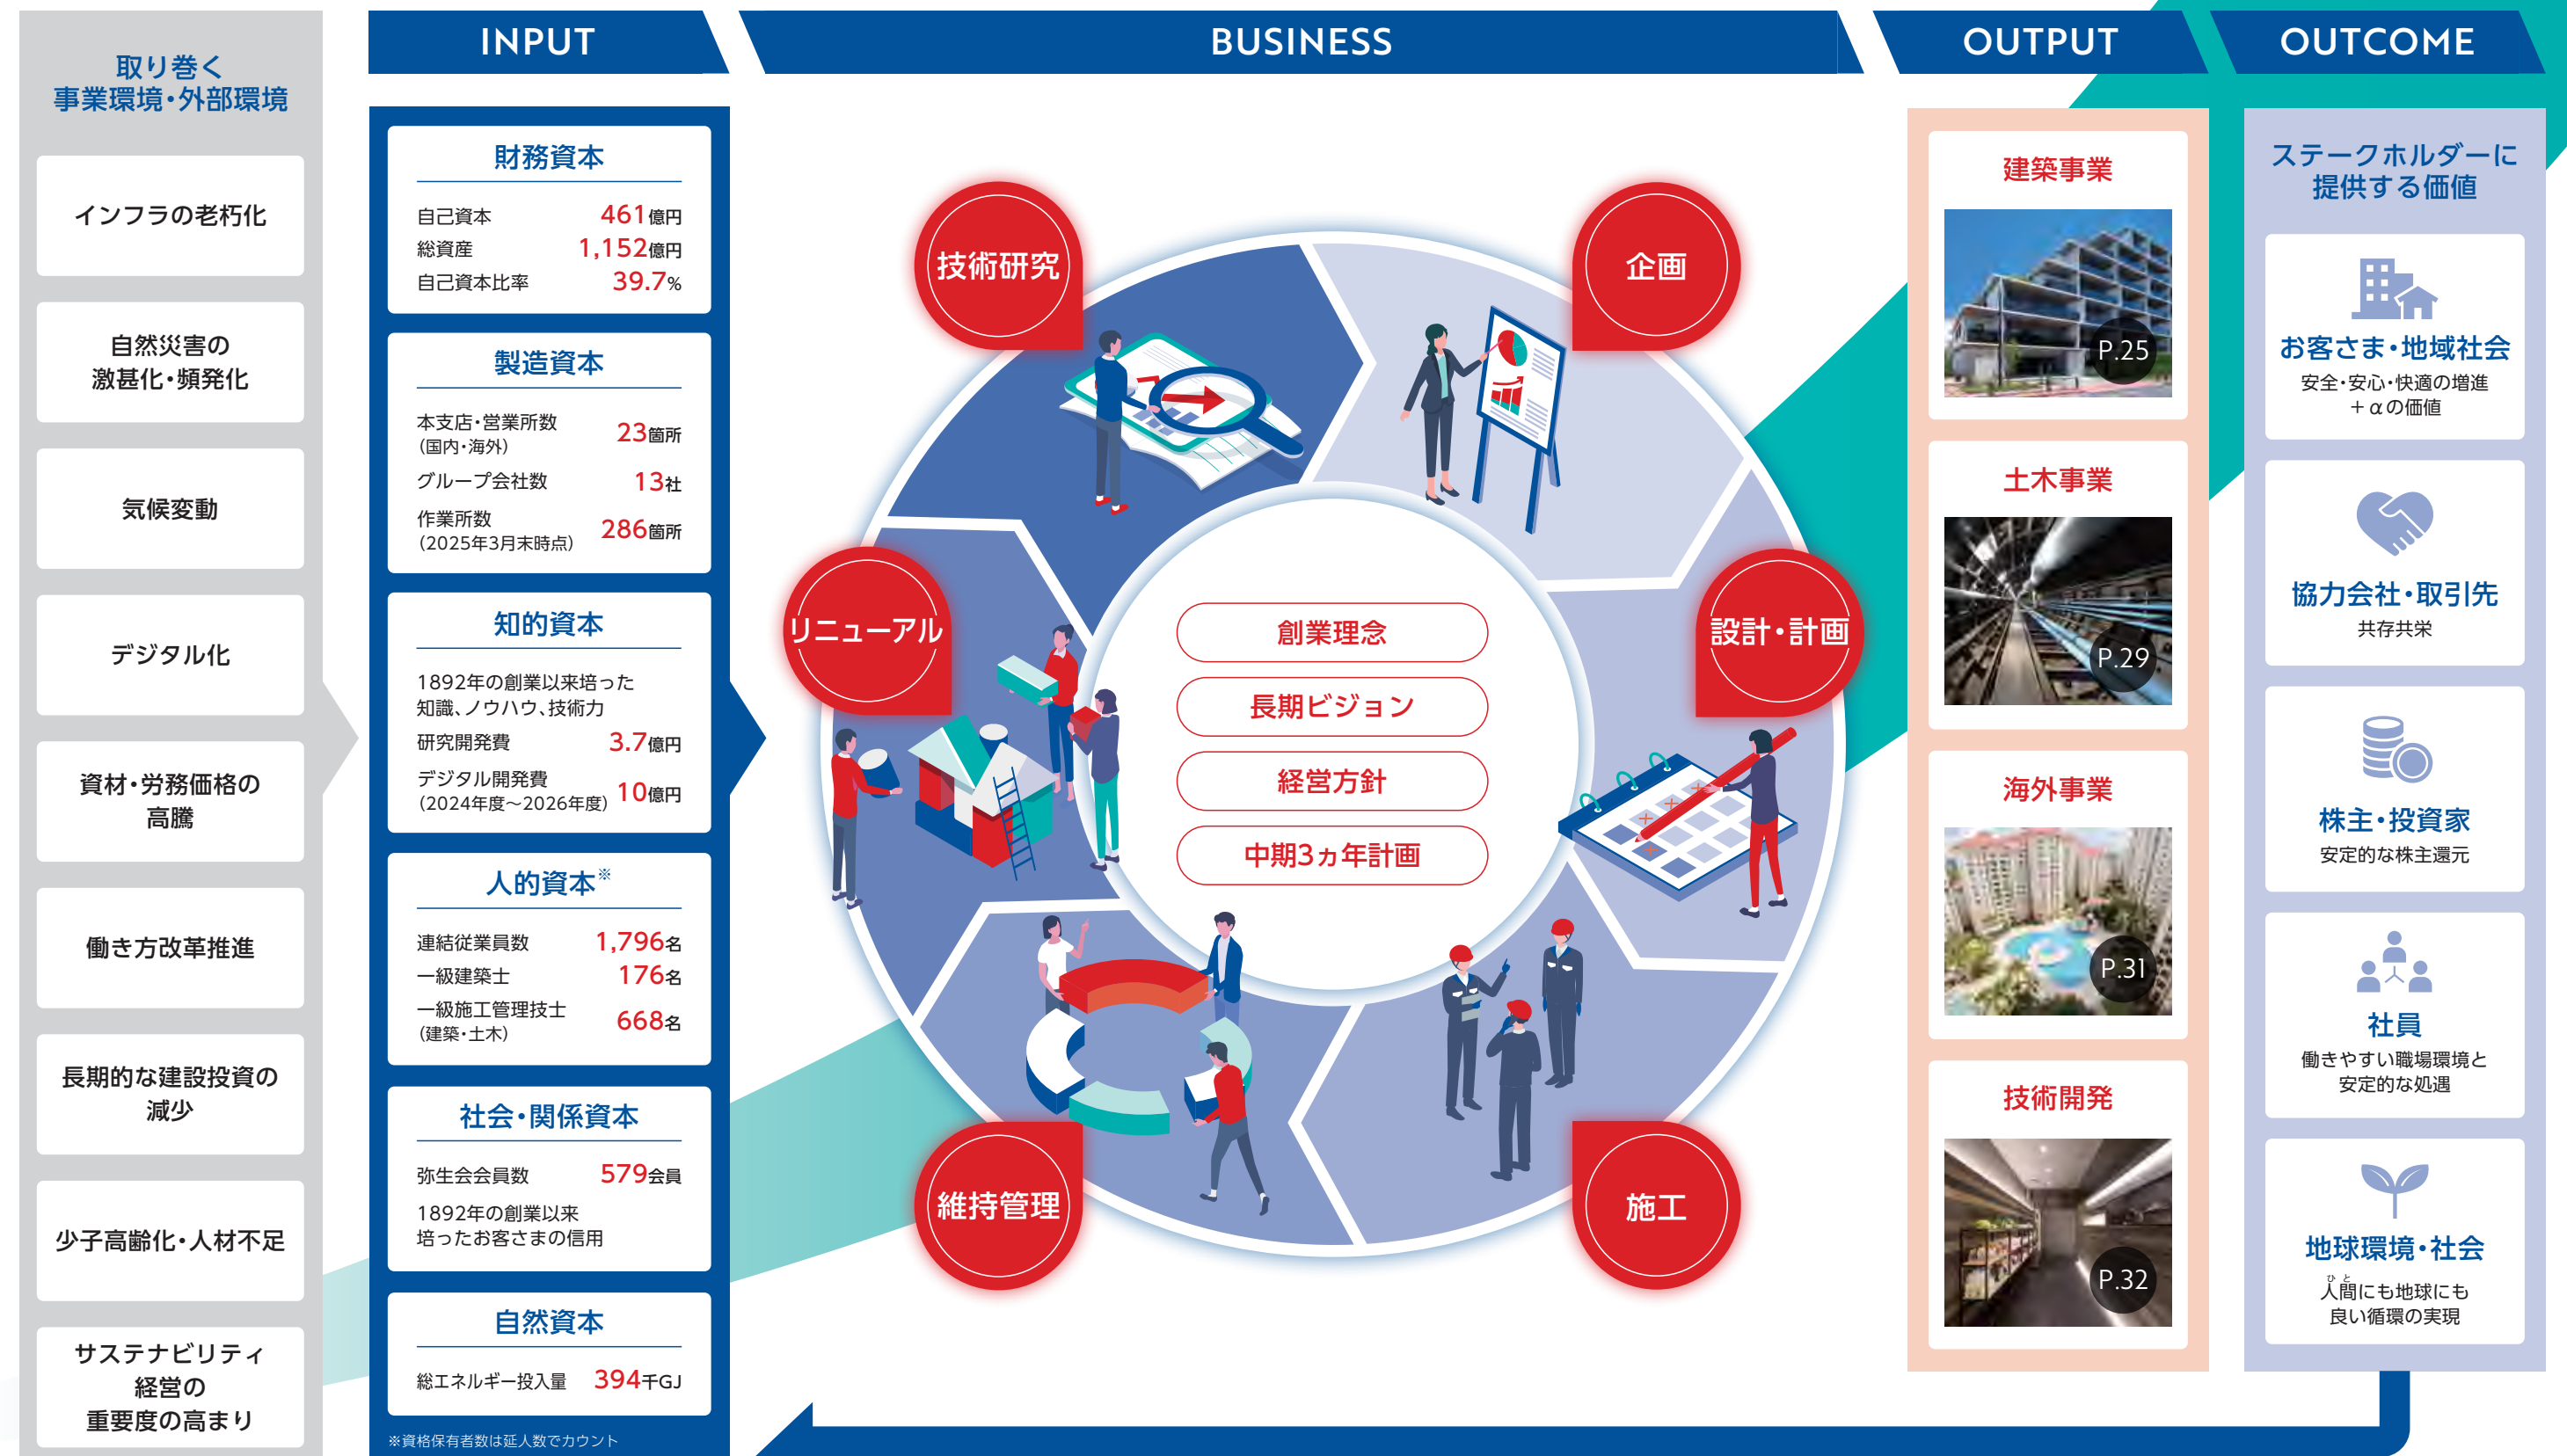 取り巻く
事業環境・外部環境
インフラの老朽化
自然災害の
激甚化・頻発化
気候変動
デジタル化
資材・労務価格の
高騰
働き方改革推進
長期的な建設投資の
減少
少子高齢化・人材不足
サステナビリティ
経営の
重要度の高まり
INPUT
財務資本
自己資本 461億円
総資産 1,152億円
自己資本比率 39.7%
製造資本
本支店・営業所数
（国内・海外） 23箇所
グループ会社数 13社
作業所数
（2025年3月末時点） 286箇所
知的資本
1892年の創業以来培った
知識、ノウハウ、技術力
研究開発費 3.7億円
デジタル開発費
（2024年度～2026年度） 10億円
人的資本※
連結従業員数 1,796名
一級建築士 176名
一級施工管理技士
（建築・土木） 668名
社会・関係資本
弥生会会員数 579会員
1892年の創業以来
培ったお客さまの信用
自然資本
総エネルギー投入量 394千GJ
※資格保有者数は延人数でカウント
BUSINESS
技術研究
企画
リニューアル
設計・計画
維持管理
施工
創業理念
長期ビジョン
経営方針
中期3ヵ年計画
OUTPUT
建築事業
P.25
土木事業
P.29
海外事業
P.31
技術開発
P.32
OUTCOME
ステークホルダーに
提供する価値
お客さま・地域社会
安全・安心・快適の増進
＋αの価値
協力会社・取引先
共存共栄
株主・投資家
安定的な株主還元
社員
働きやすい職場環境と
安定的な処遇
地球環境・社会
ひと
人間にも地球にも
良い循環の実現